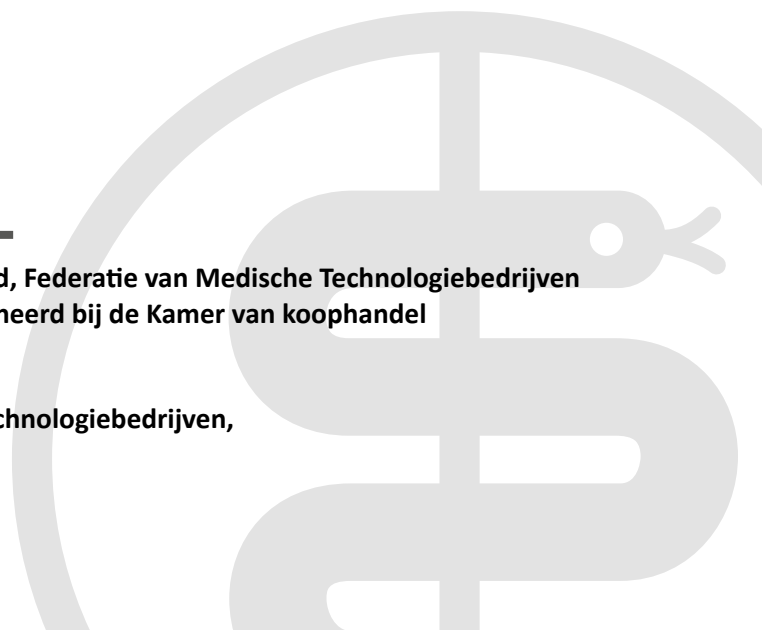 d, Federatie van Medische Technologiebedrijven
neerd bij de Kamer van koophandel
chnologiebedrijven,